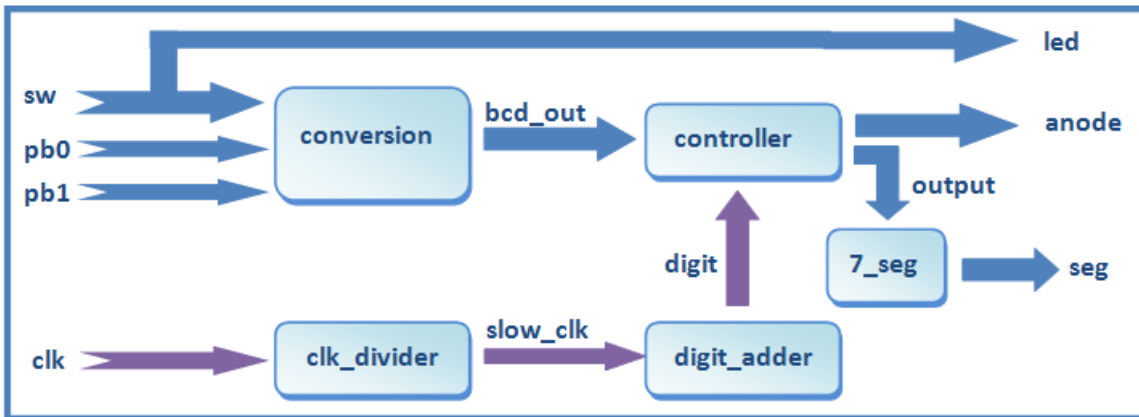 led
sw
bcd_out
anode
conversion
controller
pb0
pb1
output
digit
7_seg
seg
slow_clk
clk
clk_divider
digit_adder